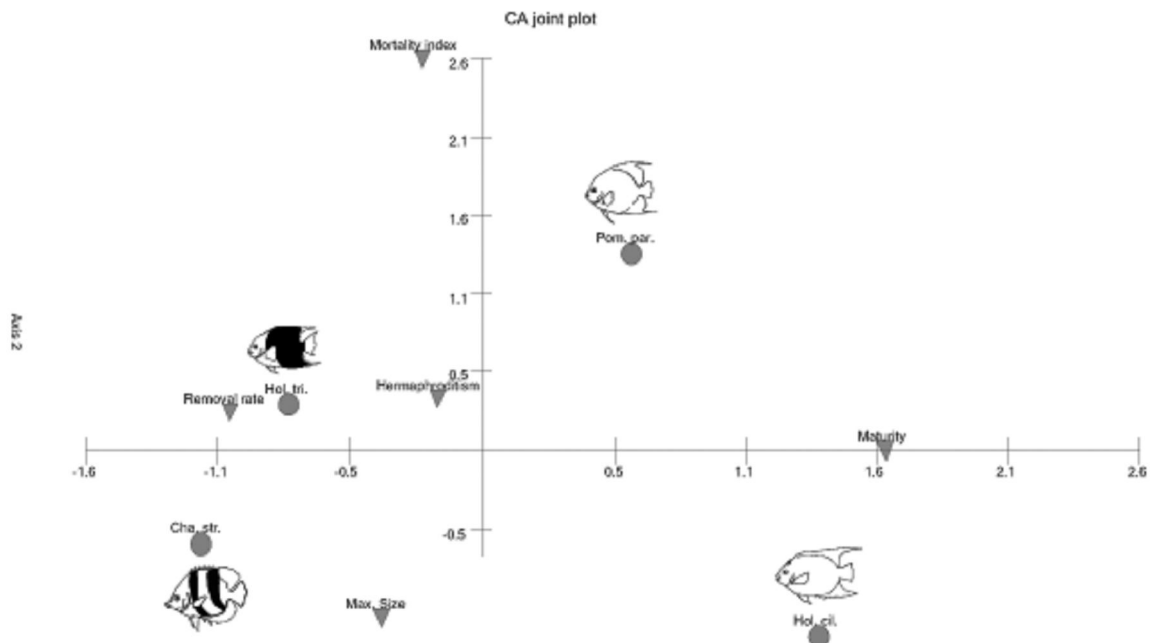 CA joint plot
Mortality index
2.6
2.1
1.6
Pom. par.
1.1
Axis 2
0.5
Hermaphroditism
Hol. tri.
Removal rate
Maturity
-1.6
-1.1
-0.5
0.5
1.1
1.6
2.1
2.6
Cha. str.
-0.5
Max. Size
Hol. cil.